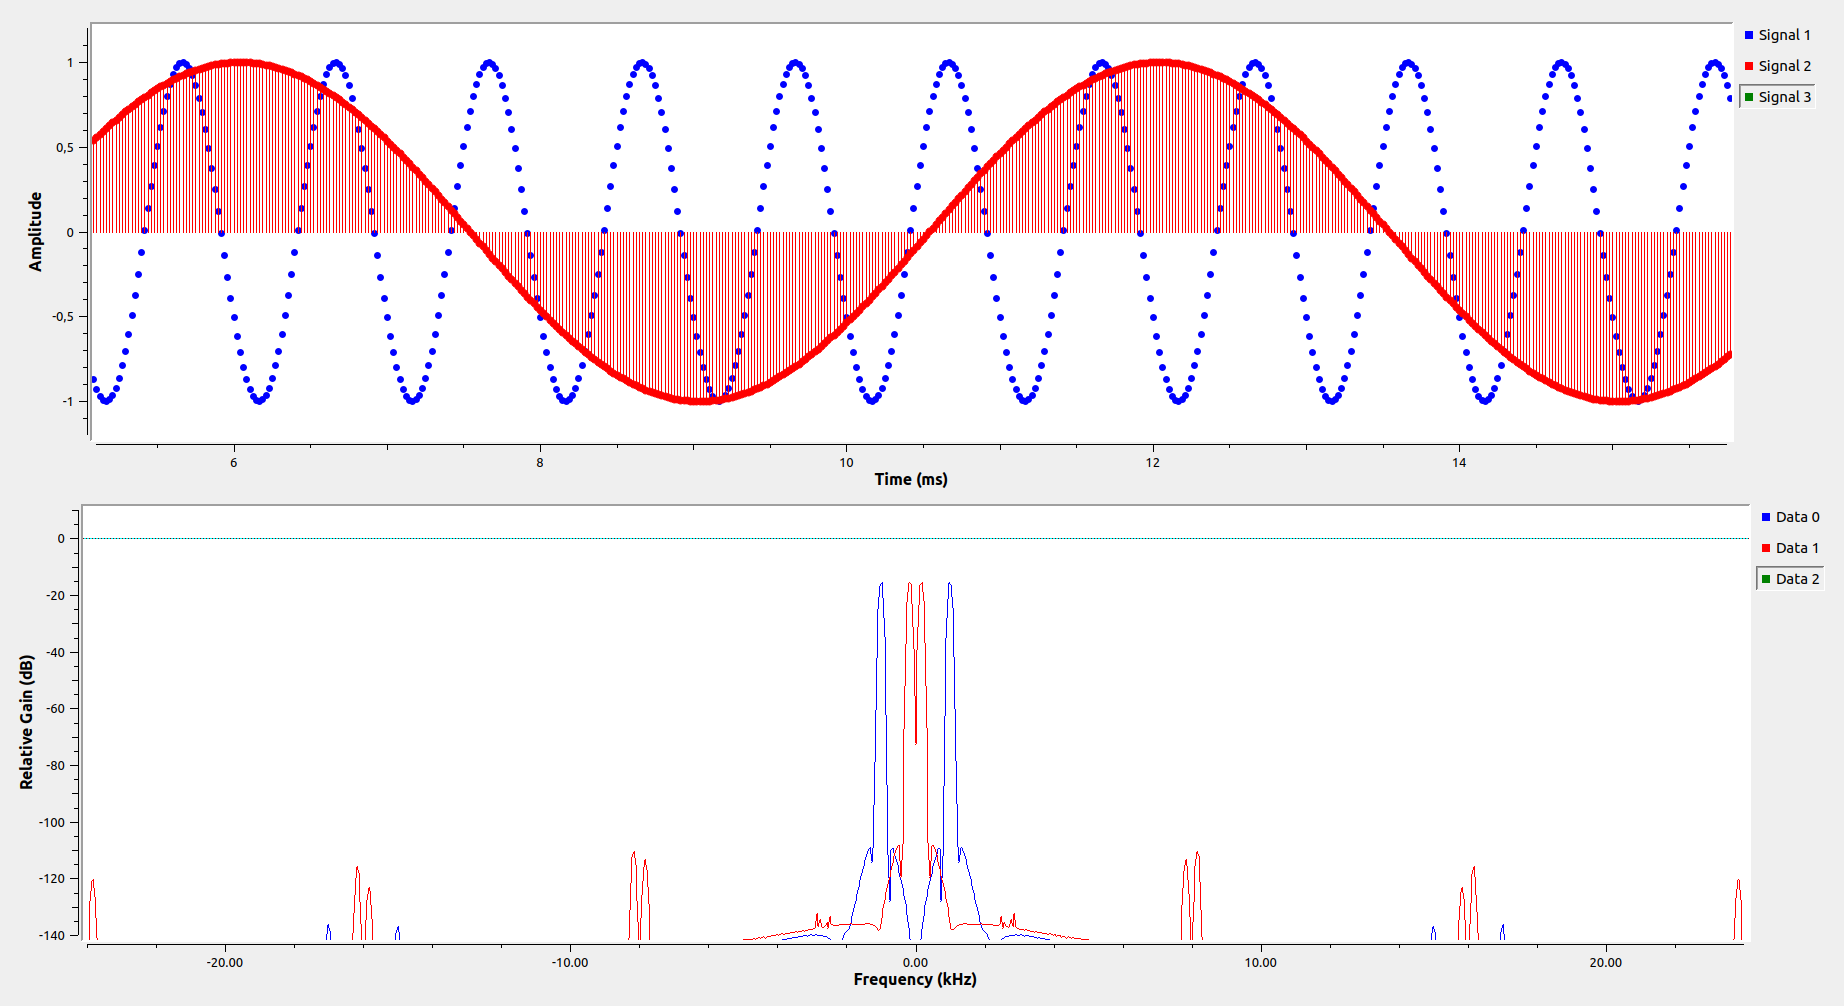 Signal 1
Signal 2
Signal 3
1
0,5
0
-0,5
-1
Amplitude
6 8 10 12 14
Time (ms)
Data 0
Data 1
Data 2
0
-20
-40
-60
-80
-100
-120
-140
Relative Gain (dB)
-20.00 -10.00 0.00 10.00 20.00
Frequency (kHz)